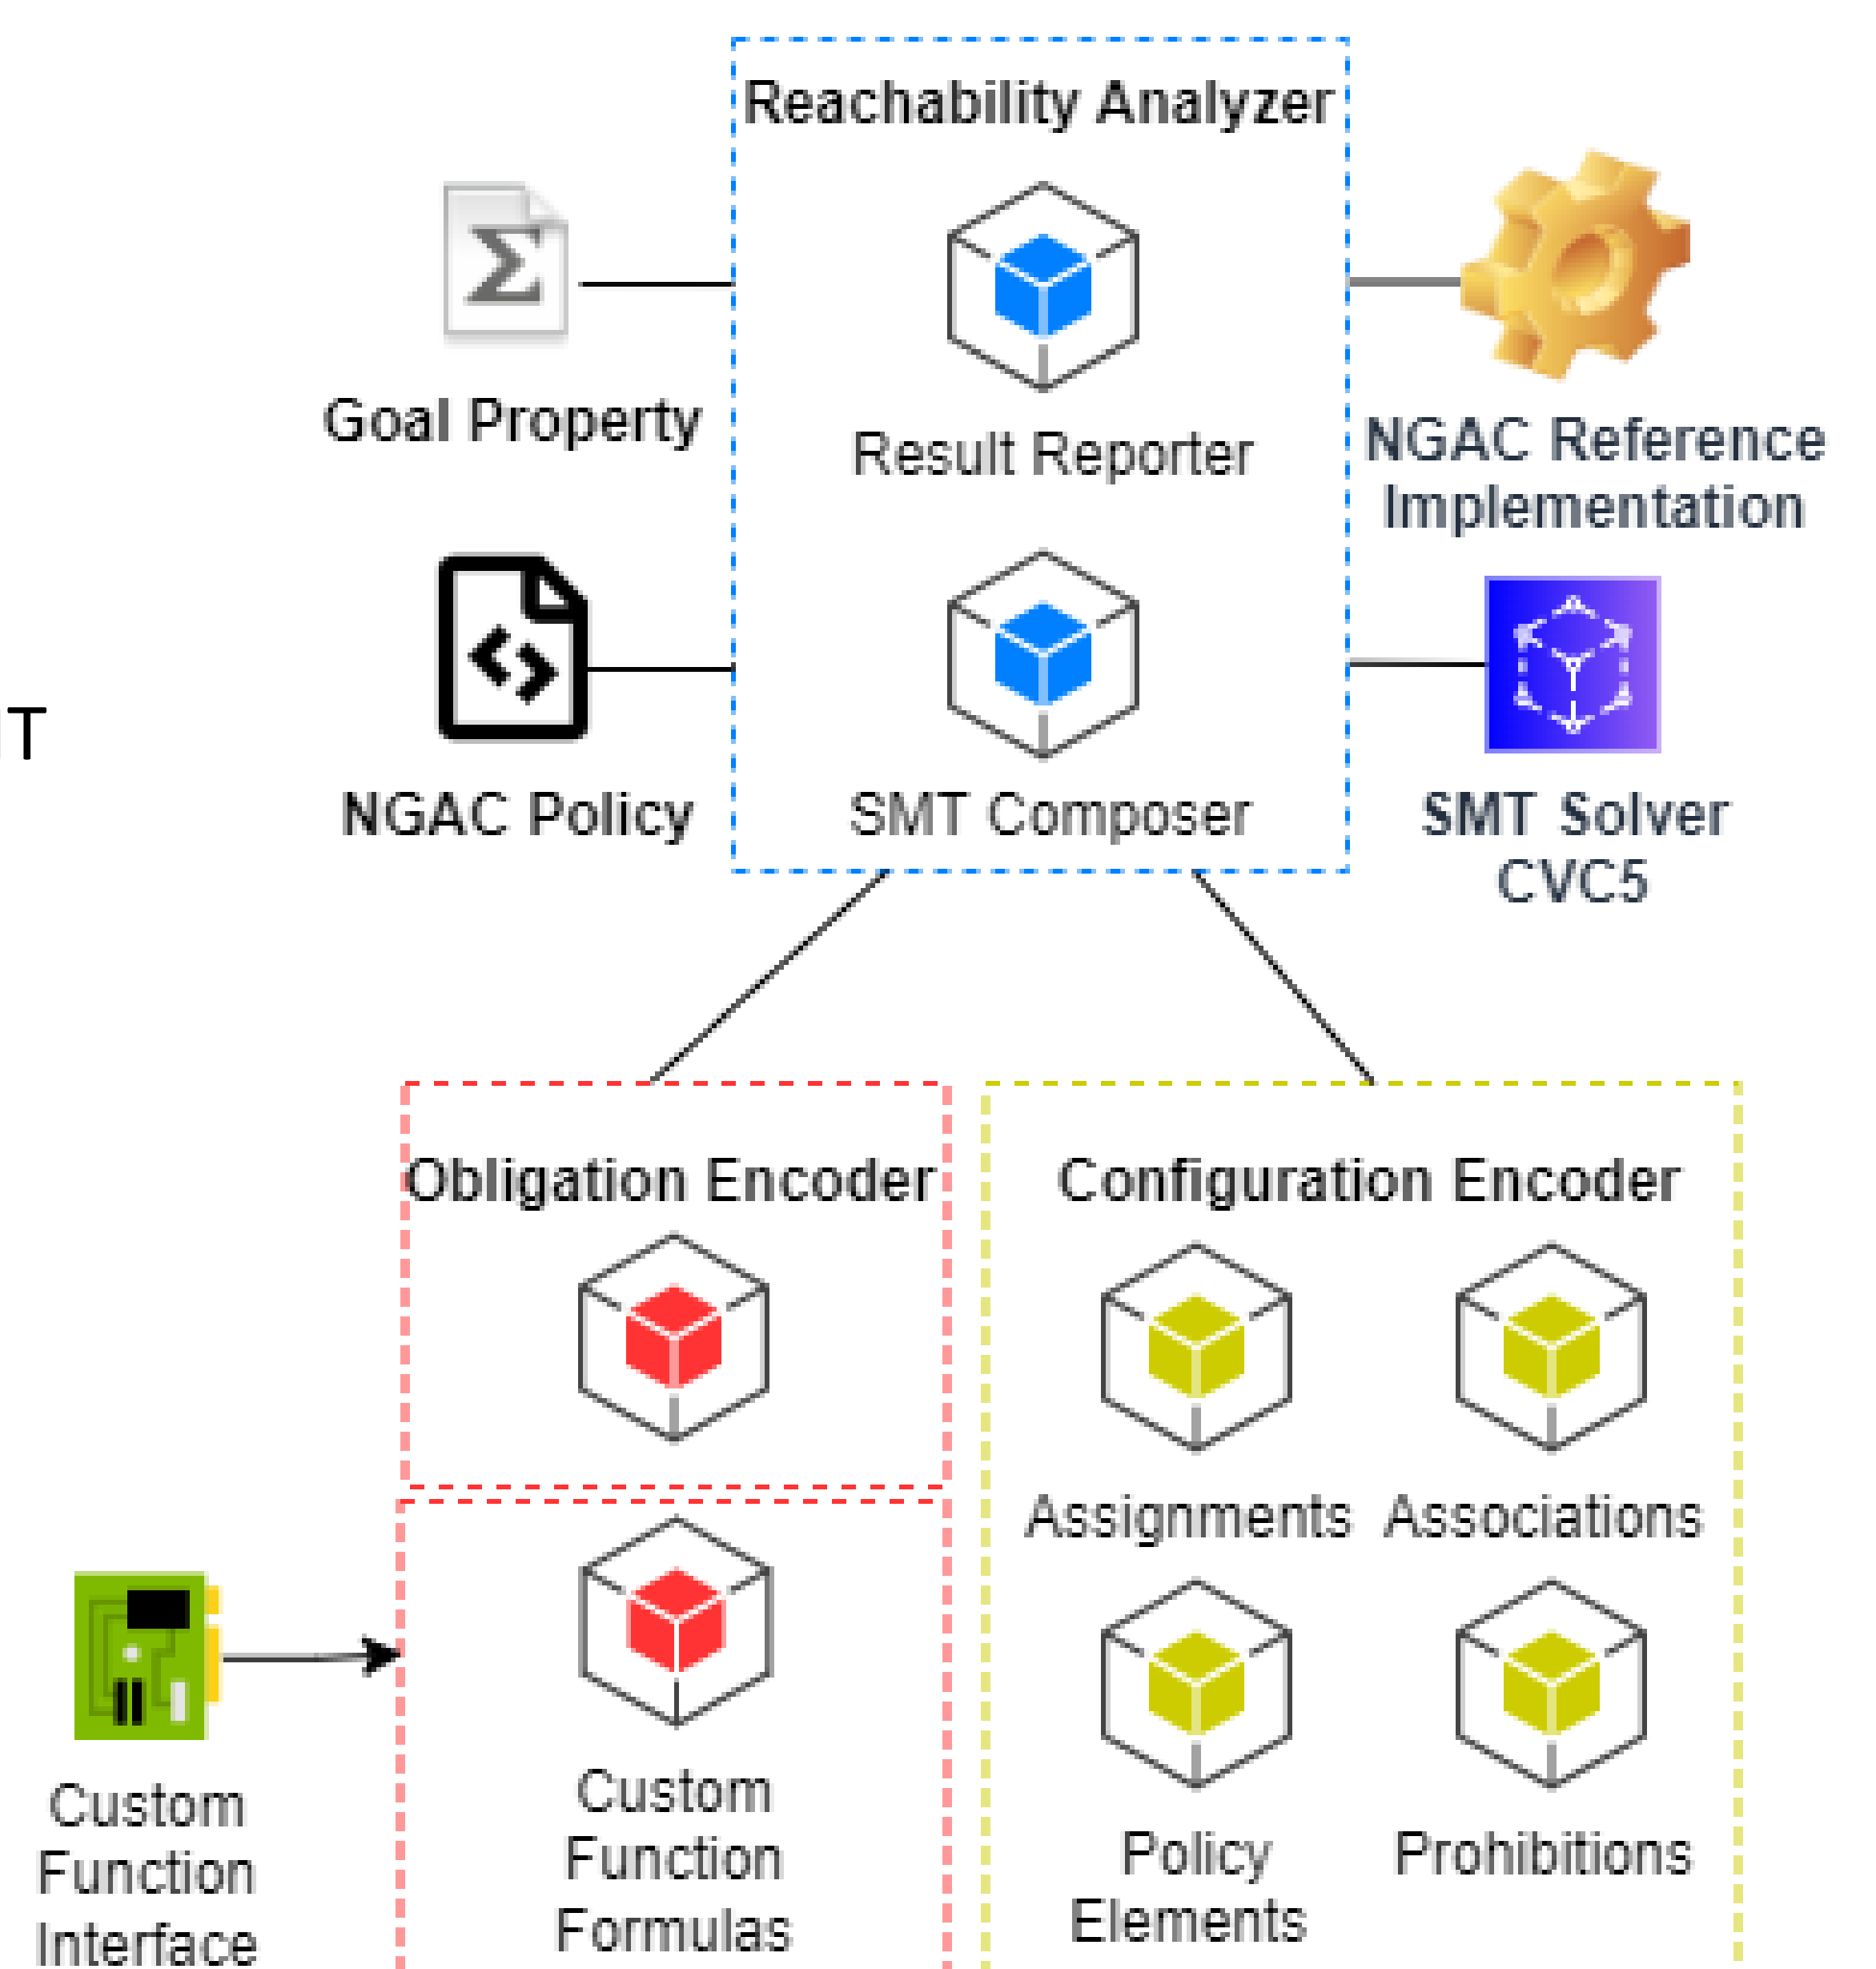 Reachability Analyzer
Goal Property
Result Reporter
NGAC Reference
Implementation
T
NGAC Policy
SMT Composer
SMT Solver
CVC5
Obligation Encoder
Configuration Encoder
Assignments
Associations
Custom
Function
Interface
Custom
Function
Formulas
Policy
Elements
Prohibitions